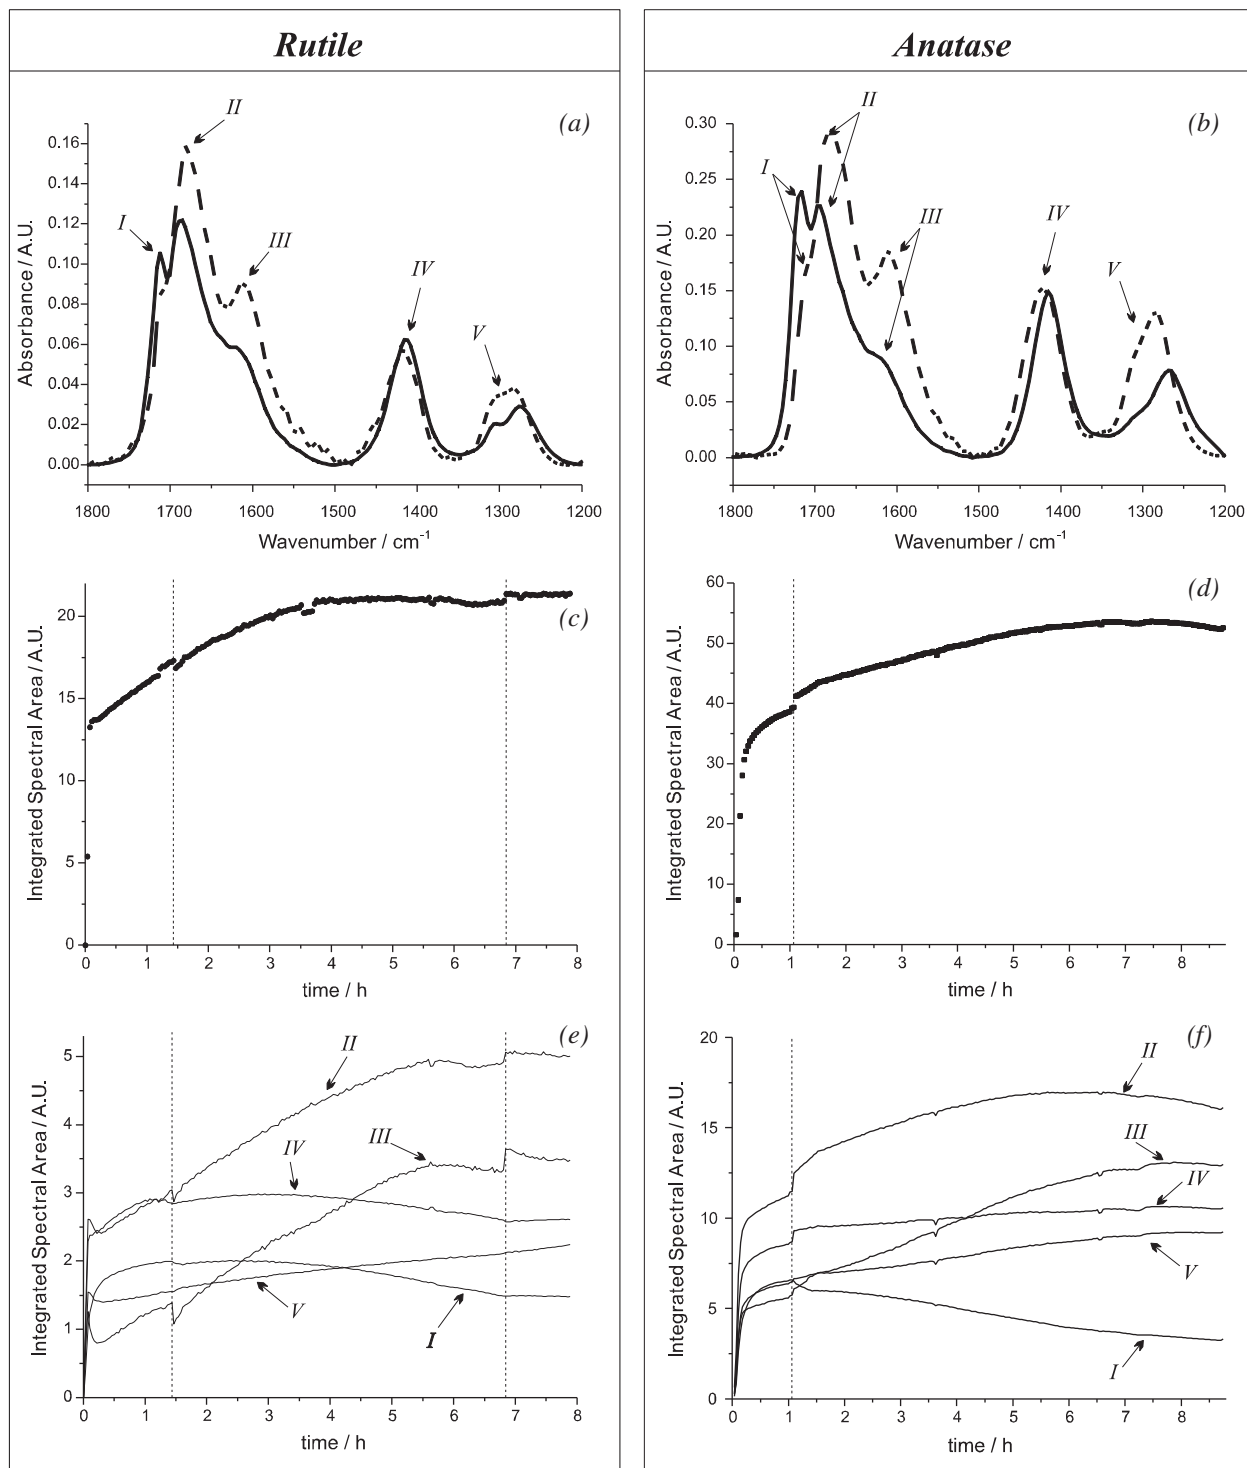 Rutile
(a)
Absorbance / A.U.
0.16
0.14
0.12
0.10
0.08
0.06
0.04
0.02
0.00
I
II
III
IV
V
1800 1700 1600 1500 1400 1300 1200
Wavenumber / cm⁻¹
(c)
Integrated Spectral Area / A.U.
20
15
10
5
0
0 1 2 3 4 5 6 7 8
time / h
(e)
Integrated Spectral Area / A.U.
5
4
3
2
1
0
II
IV
III
V
I
0 1 2 3 4 5 6 7 8
time / h
Anatase
(b)
Absorbance / A.U.
0.30
0.25
0.20
0.15
0.10
0.05
0.00
I
II
III
IV
V
1800 1700 1600 1500 1400 1300 1200
Wavenumber / cm⁻¹
(d)
Integrated Spectral Area / A.U.
60
50
40
30
20
10
0
0 1 2 3 4 5 6 7 8
time / h
(f)
Integrated Spectral Area / A.U.
20
15
10
5
0
II
III
IV
V
I
0 1 2 3 4 5 6 7 8
time / h